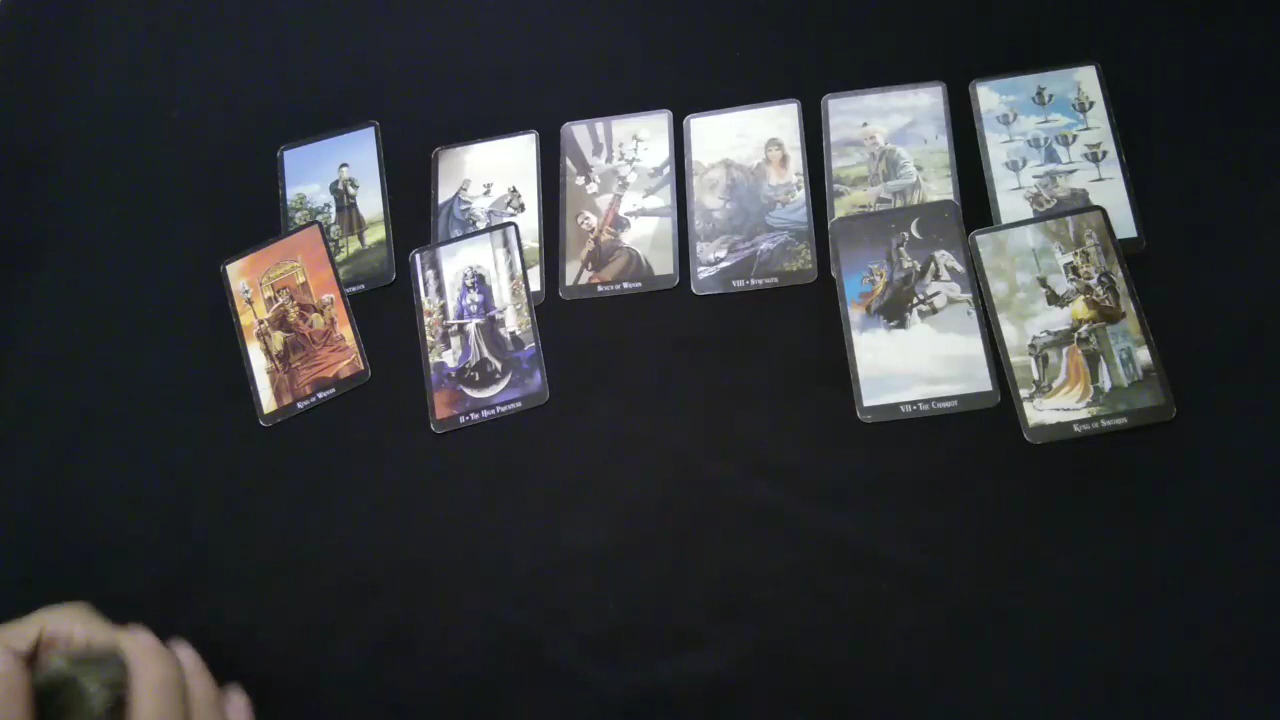 Seven of Wands
VIII • Strength
King of Wands
II • The High Priestess
VII • The Chariot
King of Swords